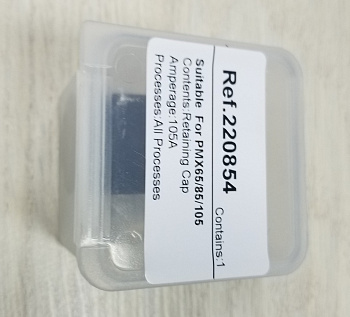 Ref.220854
Contains:1
Suitable For PMX65/85/105
Contents:Retaining Cap
Amperage:105A
Processes:All Processes